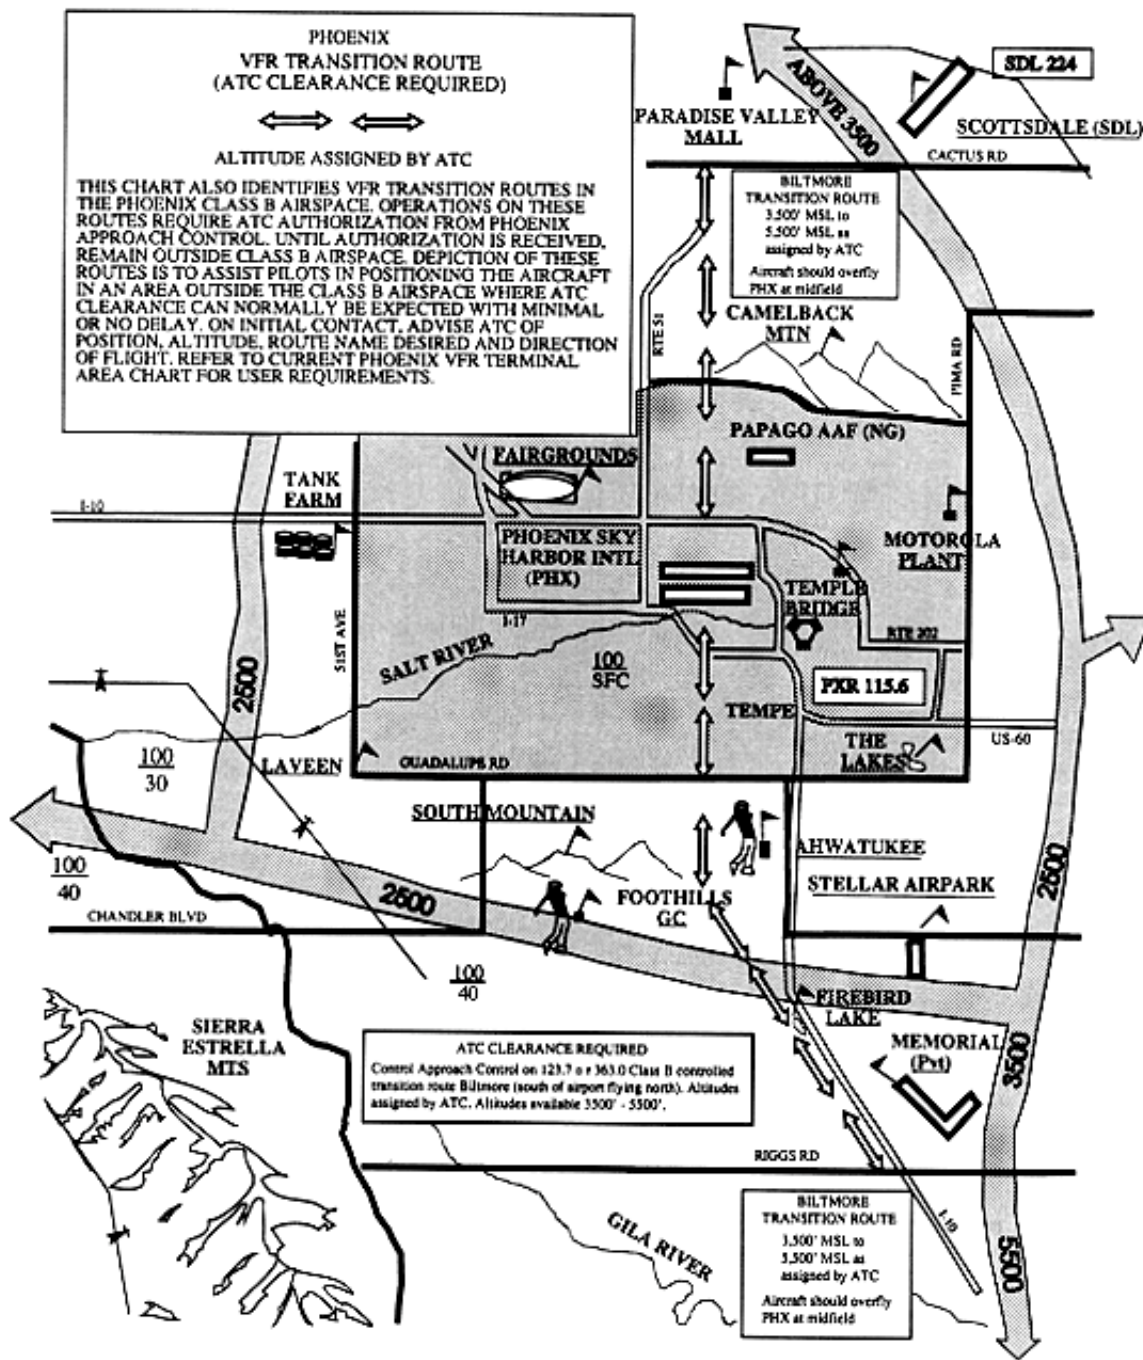 PHOENIX
VFR TRANSITION ROUTE
(ATC CLEARANCE REQUIRED)
ALTITUDE ASSIGNED BY ATC
THIS CHART ALSO IDENTIFIES VFR TRANSITION ROUTES IN
THE PHOENIX CLASS B AIRSPACE. OPERATIONS ON THESE
ROUTES REQUIRE ATC AUTHORIZATION FROM PHOENIX
APPROACH CONTROL. UNTIL AUTHORIZATION IS RECEIVED,
REMAIN OUTSIDE CLASS B AIRSPACE. DEPICTION OF THESE
ROUTES IS TO ASSIST PILOTS IN POSITIONING THE AIRCRAFT
IN AN AREA OUTSIDE THE CLASS B AIRSPACE WHERE ATC
CLEARANCE CAN NORMALLY BE EXPECTED WITH MINIMAL
OR NO DELAY. ON INITIAL CONTACT, ADVISE ATC OF
POSITION, ALTITUDE, ROUTE NAME DESIRED AND DIRECTION
OF FLIGHT. REFER TO CURRENT PHOENIX VFR TERMINAL
AREA CHART FOR USER REQUIREMENTS.
PARADISE VALLEY
MALL
ABOVE 3500
SDL 224
SCOTTSDALE (SDL)
CACTUS RD
BILTMORE
TRANSITION ROUTE
3,500' MSL to
5,500' MSL as
assigned by ATC
Aircraft should overfly
PHX at midfield
RTE 51
CAMELBACK
MTN
PIMA RD
PAPAGO AAF (NG)
FAIRGROUNDS
TANK
FARM
I-10
PHOENIX SKY
HARBOR INTL
(PHX)
MOTOROLA
PLANT
TEMPLE
BRIDGE
I-17
RTE 202
51ST AVE
SALT RIVER
100
SFC
PXR 115.6
2500
TEMPE
US-60
THE
LAKES
100
30
LAVEEN
GUADALUPE RD
SOUTH MOUNTAIN
AHWATUKEE
STELLAR AIRPARK
2500
100
40
2500
FOOTHILLS
GC
CHANDLER BLVD
100
40
FIREBIRD
LAKE
SIERRA
ESTRELLA
MTS
MEMORIAL
(Pvt)
3500
ATC CLEARANCE REQUIRED
Control Approach Control on 123.7 o r 363.0 Class B controlled
transition route Biltmore (south of airport flying north). Altitudes
assigned by ATC. Altitudes available 3500' - 5500'.
RIGGS RD
BILTMORE
TRANSITION ROUTE
3,500' MSL to
5,500' MSL as
assigned by ATC
Aircraft should overfly
PHX at midfield
GILA RIVER
I-10
5500